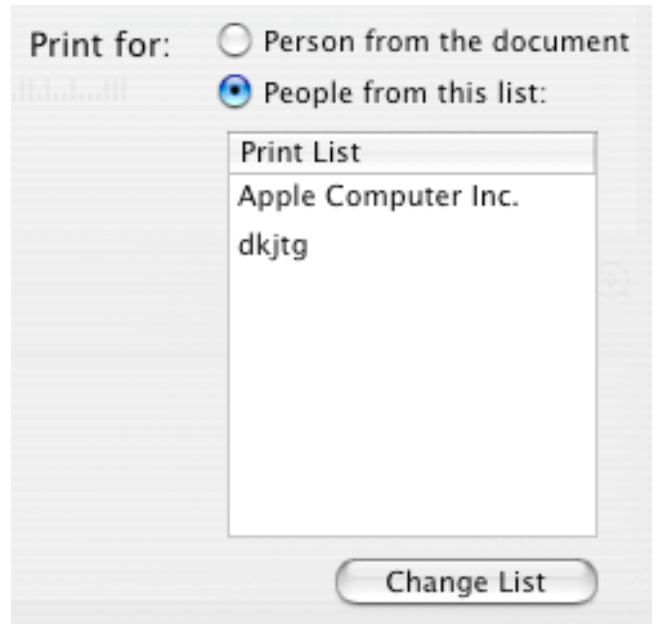 Print for:
Person from the document
People from this list:
Print List
Apple Computer Inc.
dkjtg
Change List